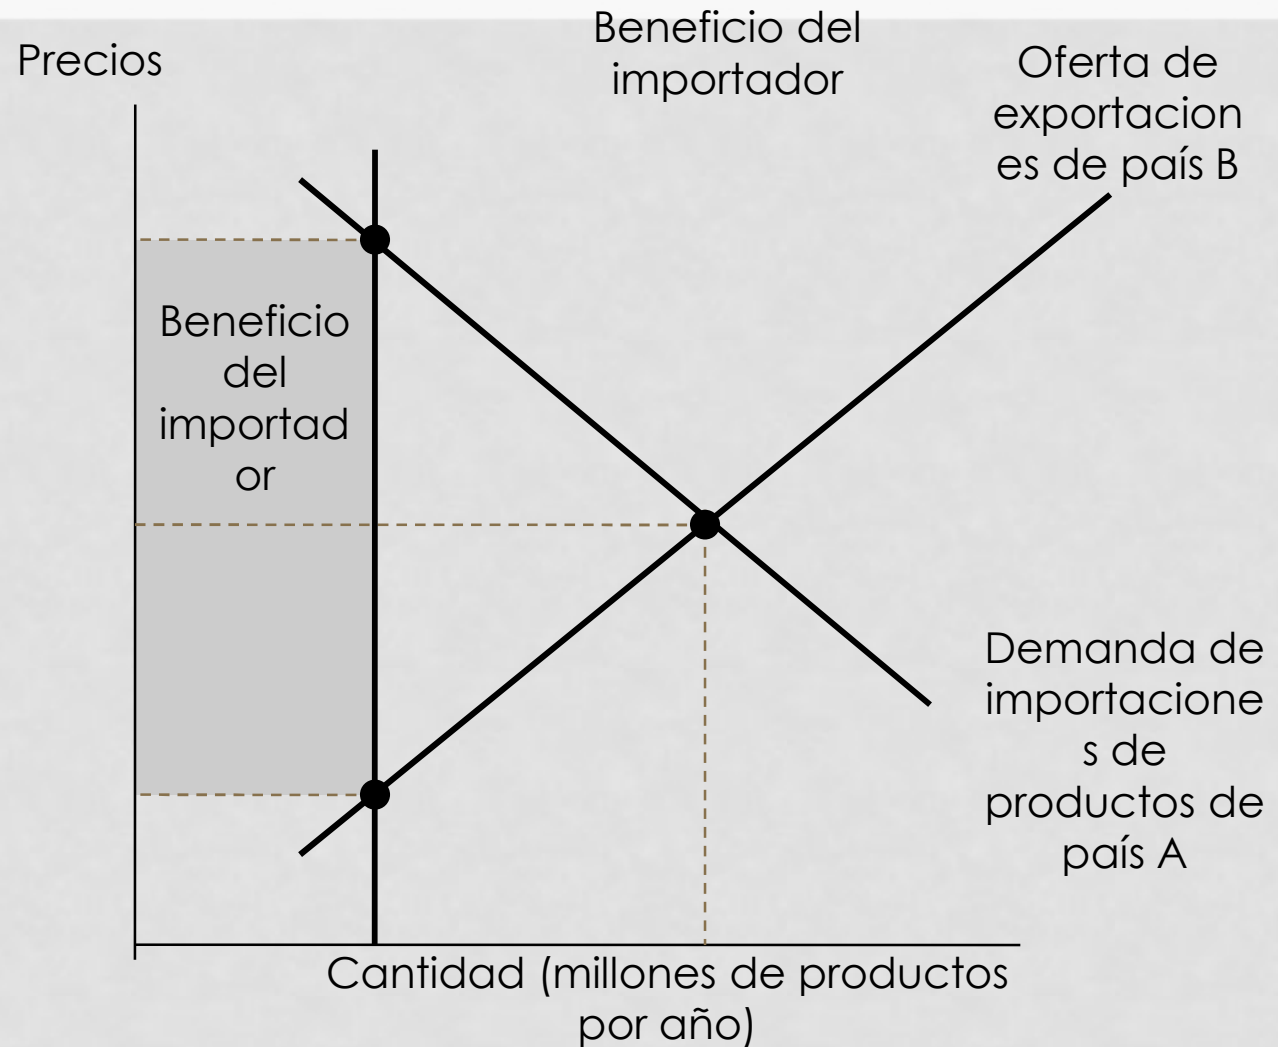 Beneficio del
importador
Precios
Oferta de
exportacion
es de país B
Beneficio
del
importad
or
Demanda de
importacione
s de
productos de
país A
Cantidad (millones de productos
por año)